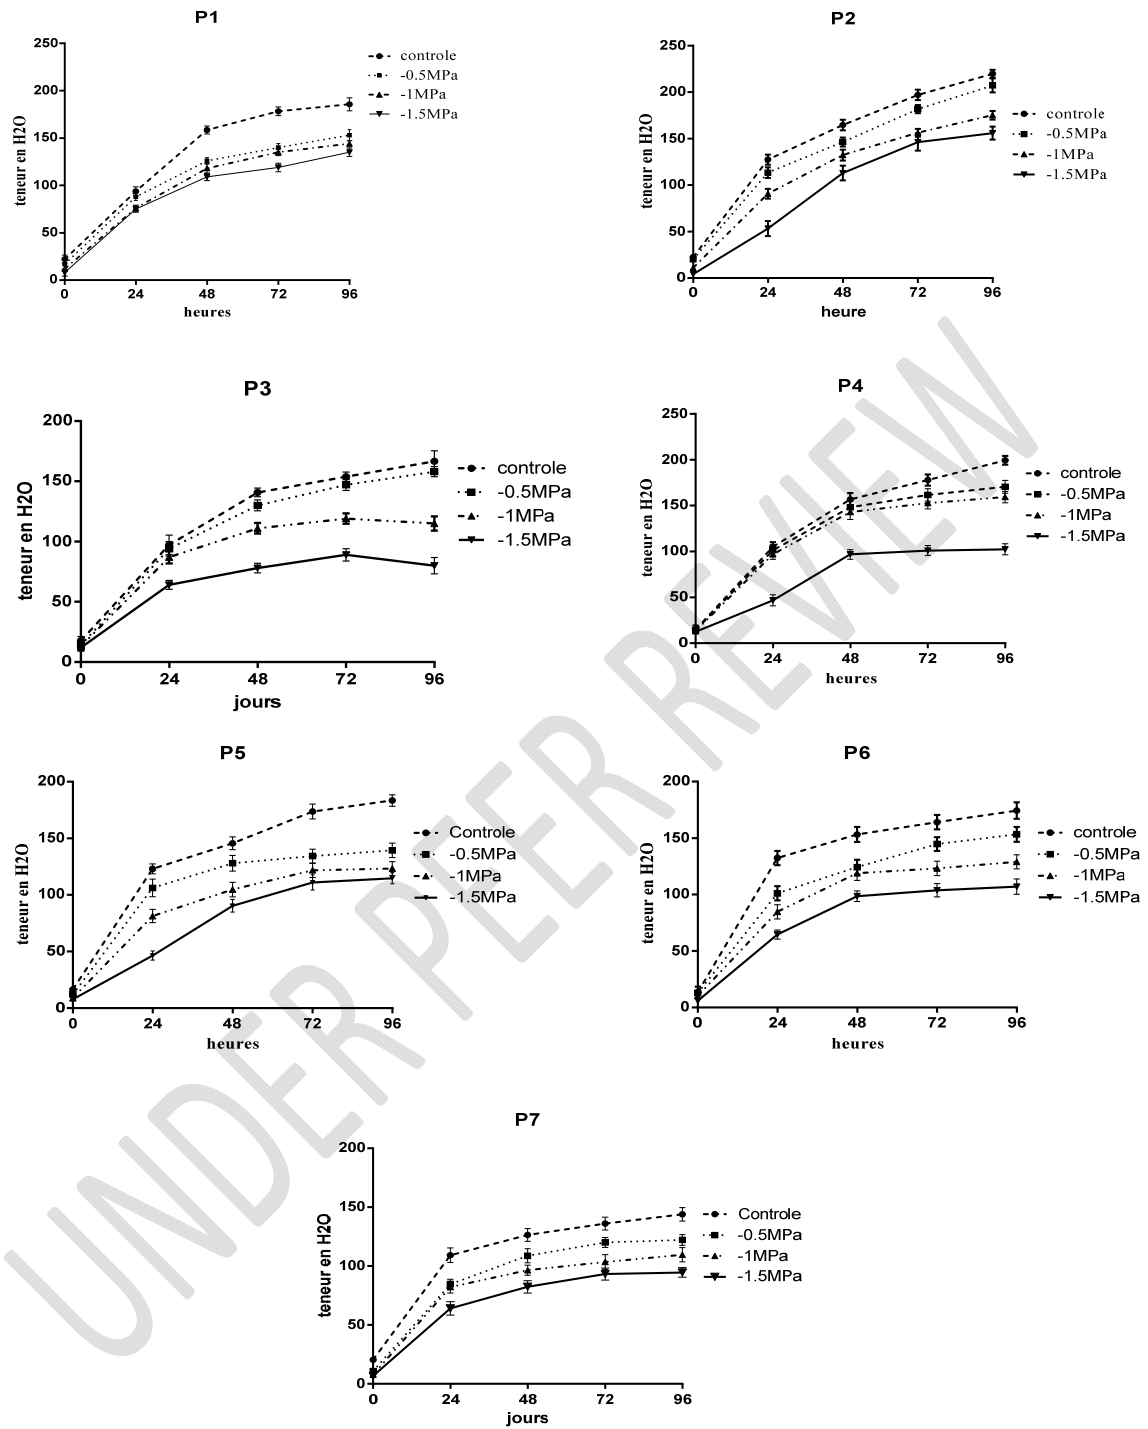 P1
teneur en H2O
250
200
150
100
50
0
0 24 48 72 96
heures
controle
-0.5MPa
-1MPa
-1.5MPa
P2
teneur en H2O
250
200
150
100
50
0
0 24 48 72 96
heure
controle
-0.5MPa
-1MPa
-1.5MPa
P3
teneur en H2O
200
150
100
50
0
0 24 48 72 96
jours
controle
-0.5MPa
-1MPa
-1.5MPa
P4
teneur en H2O
250
200
150
100
50
0
0 24 48 72 96
heures
controle
-0.5MPa
-1MPa
-1.5MPa
P5
teneur en H2O
200
150
100
50
0
0 24 48 72 96
heures
Controle
-0.5MPa
-1MPa
-1.5MPa
P6
teneur en H2O
200
150
100
50
0
0 24 48 72 96
heures
controle
-0.5MPa
-1MPa
-1.5MPa
P7
teneur en H2O
200
150
100
50
0
0 24 48 72 96
jours
Controle
-0.5MPa
-1MPa
-1.5MPa
UNDER PEER REVIEW